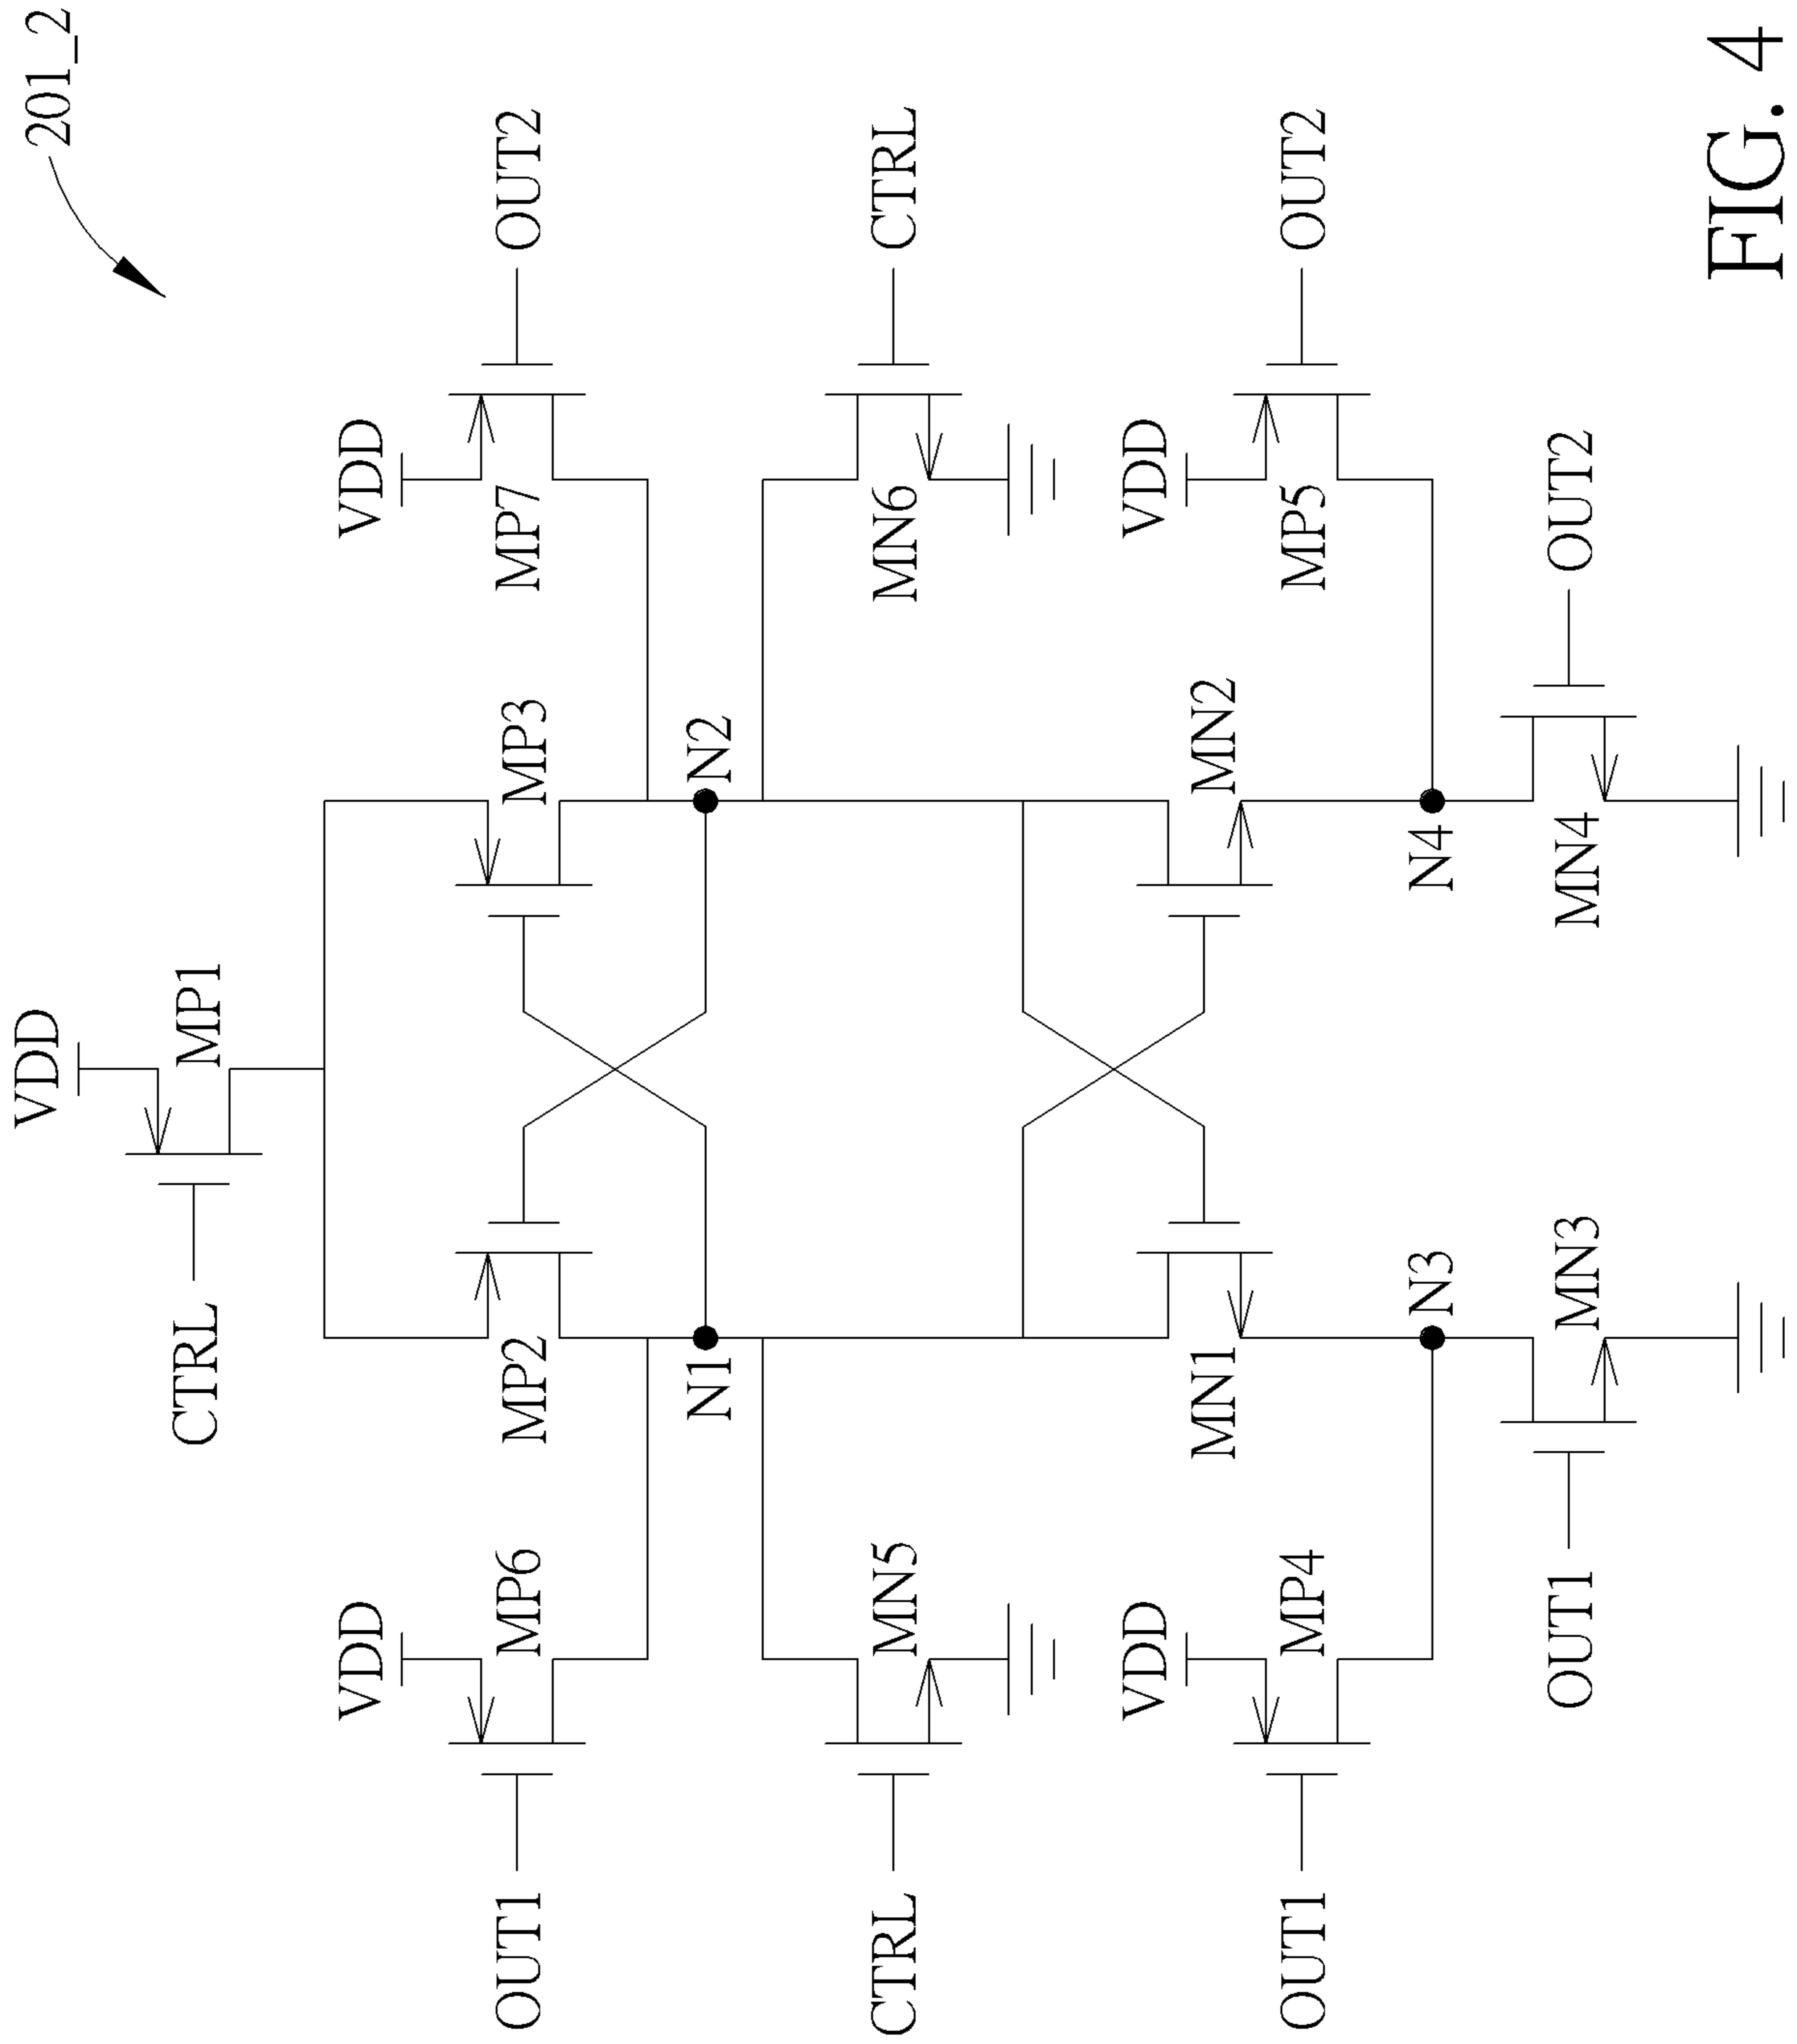 201_2
VDD
CTRL
MP1
VDD
VDD
OUT1
MP6
MP2
MP3
MP7
OUT2
N1
N2
CTRL
MN5
MN6
CTRL
VDD
VDD
MN1
MN2
OUT1
MP4
MP5
OUT2
N3
N4
OUT1
MN3
MN4
OUT2
FIG. 4